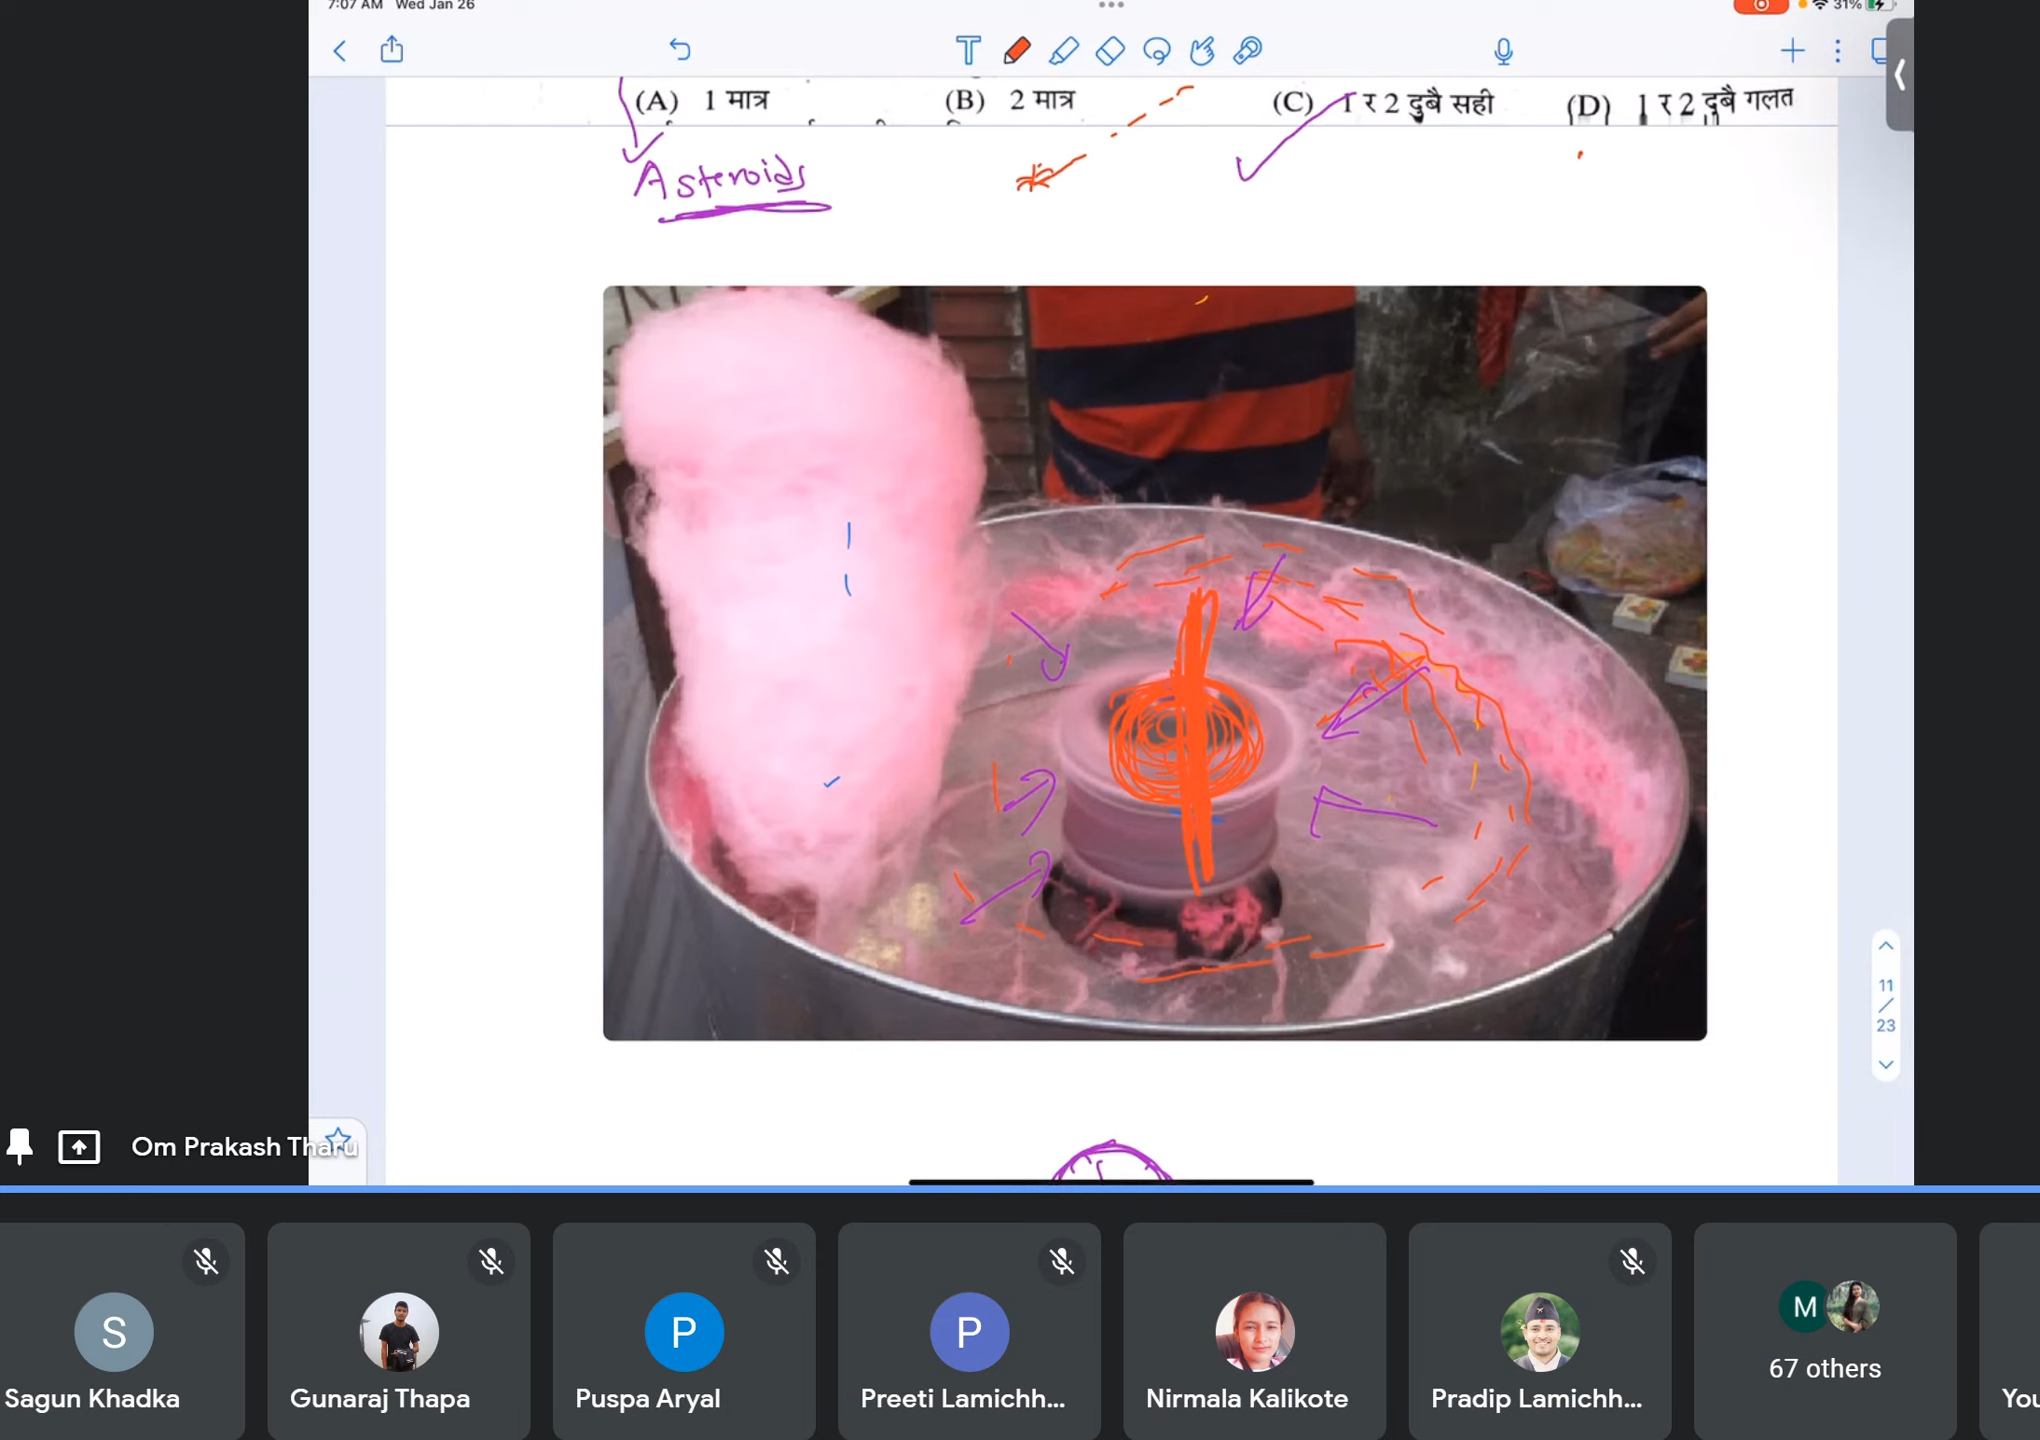 7:07 AM Wed Jan 26
31%
(A) 1 मात्र (B) 2 मात्र (C) 1 र 2 दुबै सही (D) 1 र 2 दुबै गलत
Asteroids
11
23
Om Prakash Tharu
S P P M
67 others
Sagun Khadka Gunaraj Thapa Puspa Aryal Preeti Lamichh... Nirmala Kalikote Pradip Lamichh... You